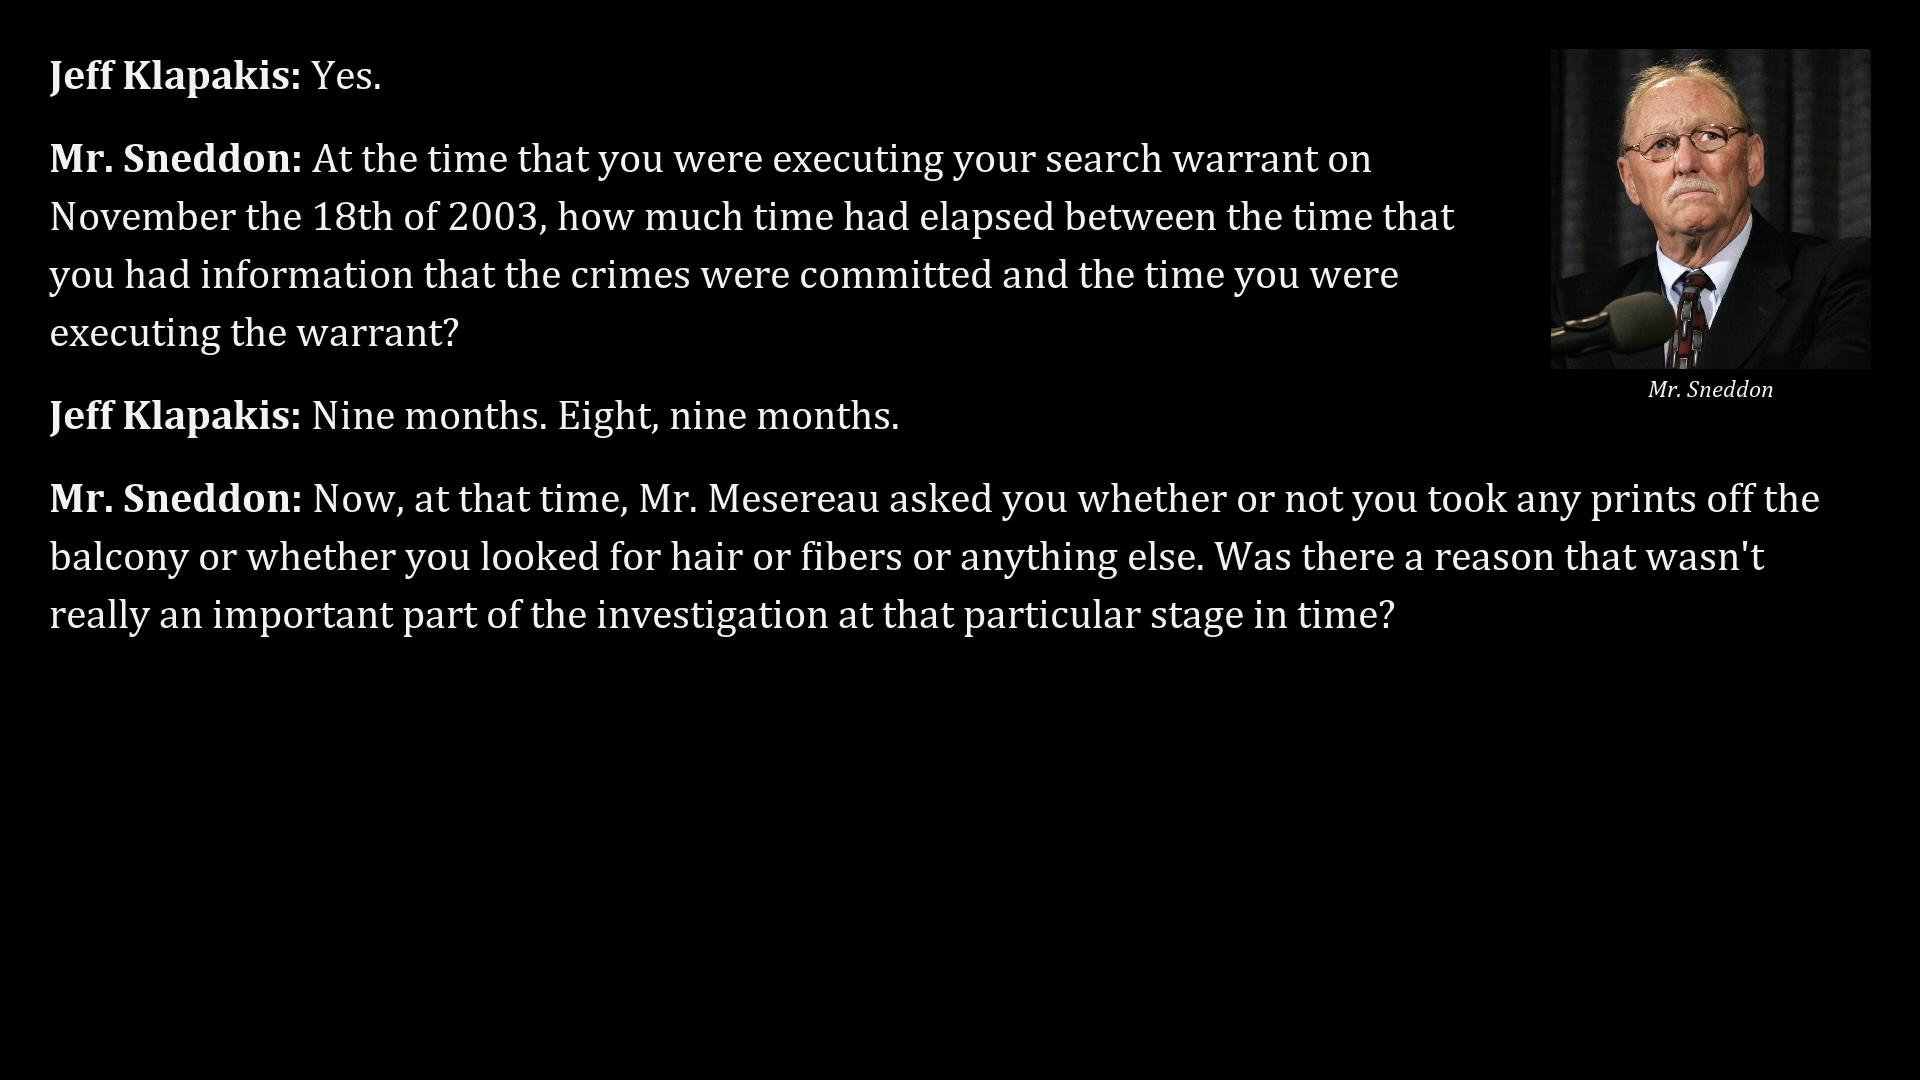 Jeff Klapakis: Yes.
Mr. Sneddon: At the time that you were executing your search warrant on
November the 18th of 2003, how much time had elapsed between the time that
you had information that the crimes were committed and the time you were
executing the warrant?
Mr. Sneddon
Jeff Klapakis: Nine months. Eight, nine months.
Mr. Sneddon: Now, at that time, Mr. Mesereau asked you whether or not you took any prints off the
balcony or whether you looked for hair or fibers or anything else. Was there a reason that wasn't
really an important part of the investigation at that particular stage in time?